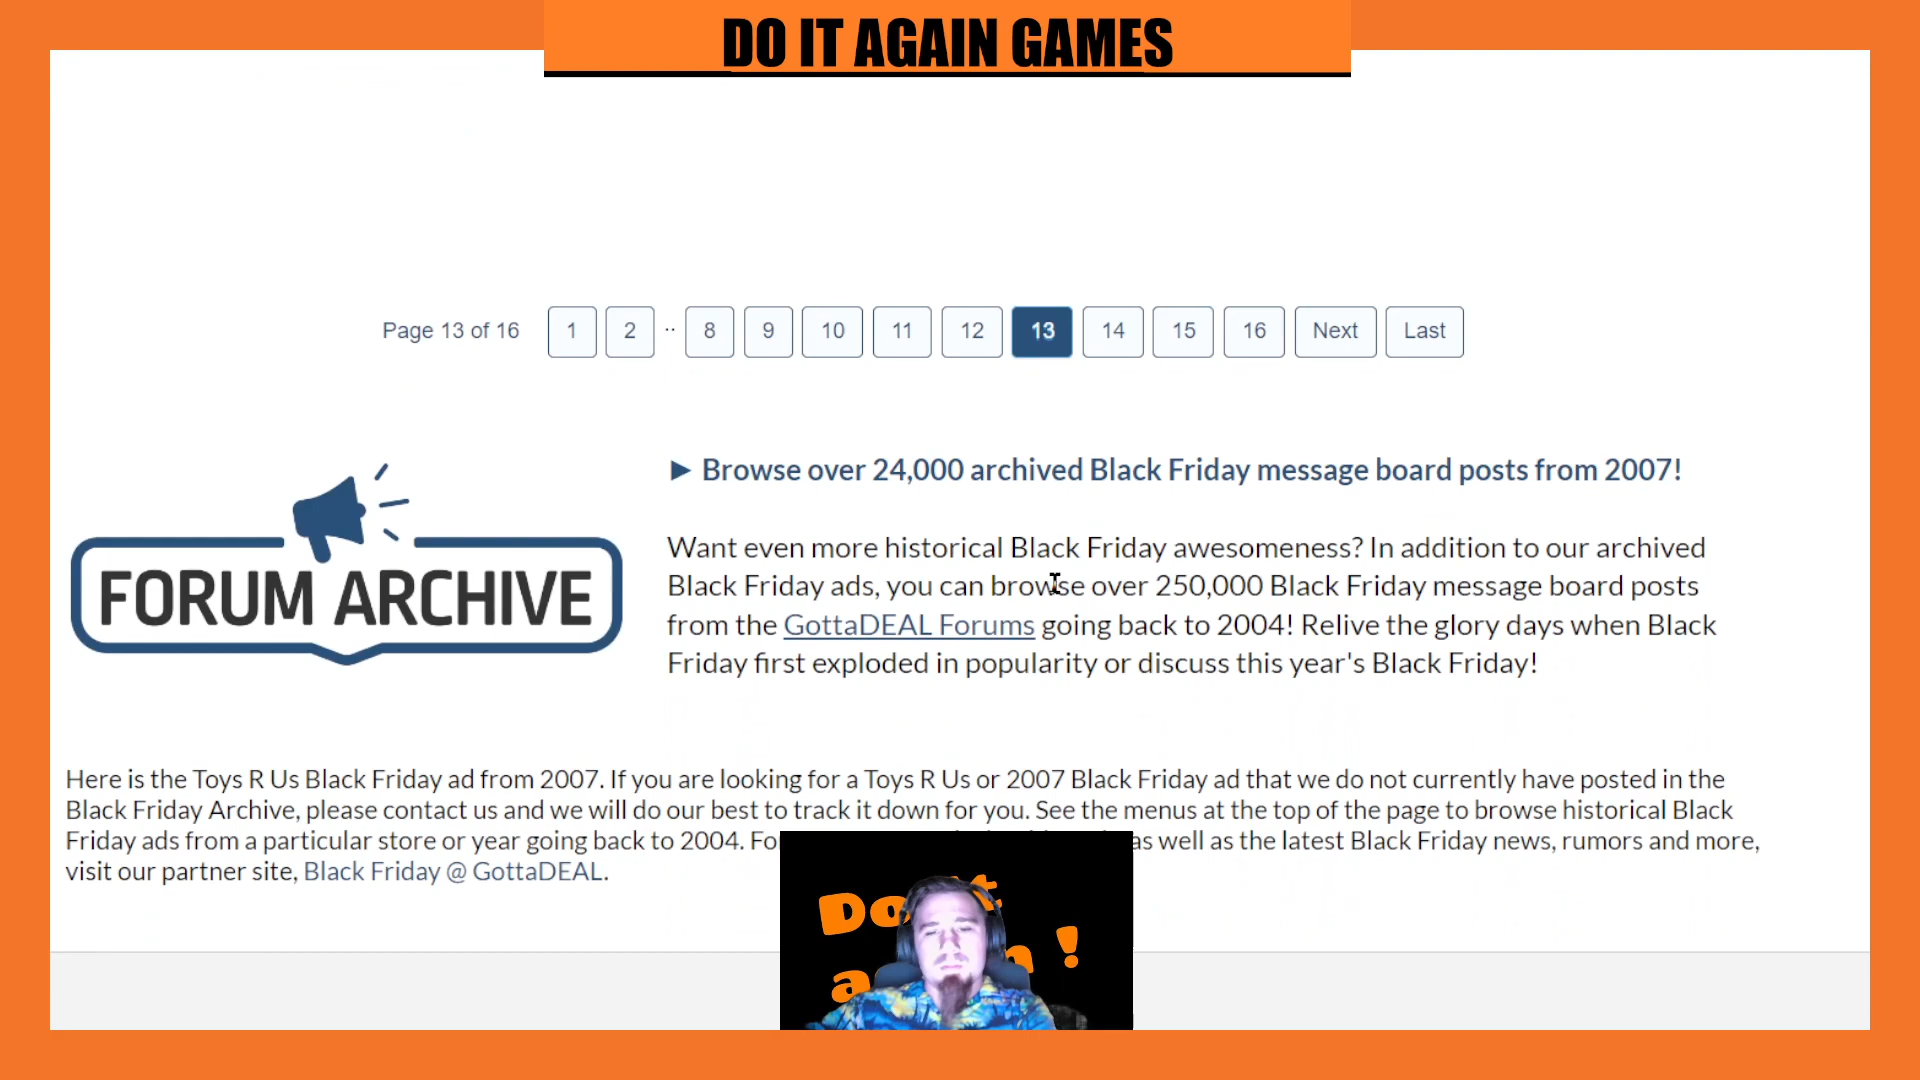 DO IT AGAIN GAMES
Page 13 of 16 1 2 .. 8 9 10 11 12 13 14 15 16 Next Last
► Browse over 24,000 archived Black Friday message board posts from 2007!
FORUM ARCHIVE
Want even more historical Black Friday awesomeness? In addition to our archived
Black Friday ads, you can browse over 250,000 Black Friday message board posts
from the GottaDEAL Forums going back to 2004! Relive the glory days when Black
Friday first exploded in popularity or discuss this year's Black Friday!
Here is the Toys R Us Black Friday ad from 2007. If you are looking for a Toys R Us or 2007 Black Friday ad that we do not currently have posted in the
Black Friday Archive, please contact us and we will do our best to track it down for you. See the menus at the top of the page to browse historical Black
Friday ads from a particular store or year going back to 2004. as well as the latest Black Friday news, rumors and more,
visit our partner site, Black Friday @ GottaDEAL.
Do
!